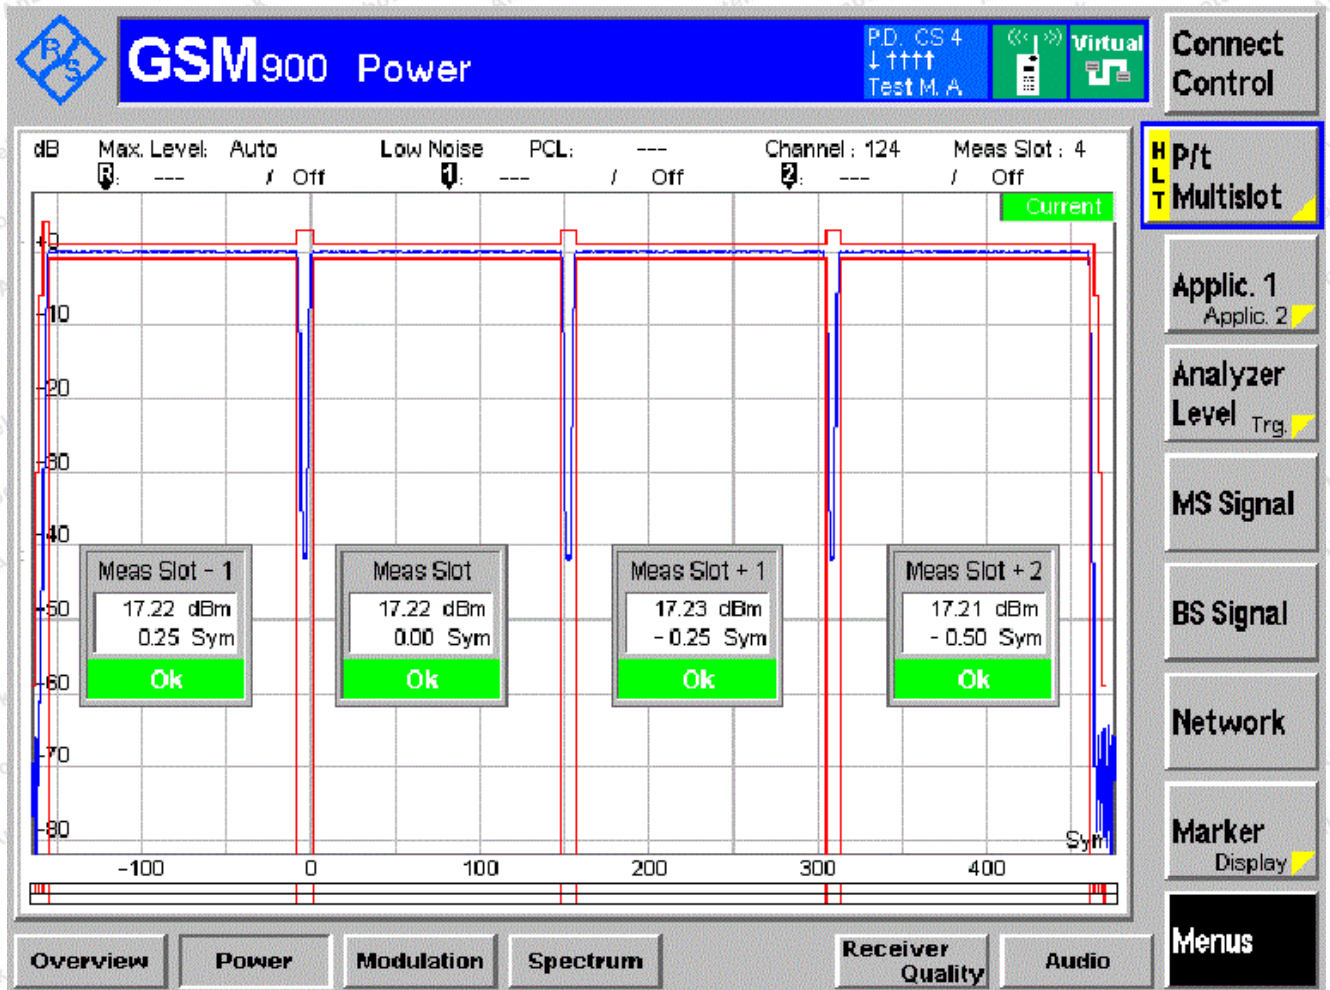 R&S
GSM900 Power
P.D. CS 4
↓ ↑↑↑↑
Test M. A
Virtual
Connect
Control
dB Max. Level: Auto Low Noise PCL: --- Channel : 124 Meas Slot : 4
R: --- / Off 1: --- / Off 2: --- / Off
Current
HLT
P/t
Multislot
+0
-10
-20
-30
-40
-50
-60
-70
-80
Meas Slot - 1
17.22 dBm
0.25 Sym
Ok
Meas Slot
17.22 dBm
0.00 Sym
Ok
Meas Slot + 1
17.23 dBm
- 0.25 Sym
Ok
Meas Slot + 2
17.21 dBm
- 0.50 Sym
Ok
Sym
-100 0 100 200 300 400
Applic. 1
Applic. 2
Analyzer
Level Trg.
MS Signal
BS Signal
Network
Marker
Display
Menus
Overview Power Modulation Spectrum Receiver Quality Audio